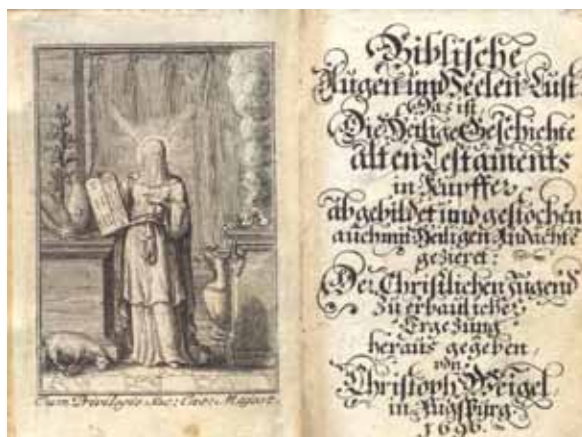 Cum Privilegio Sac: Cæs: Majest.
Biblische
Augen und Seelen-Lust.
Das ist,
Die Heilige Geschichte
alten Testaments
in Kupffer,
abgebildet und gestochen
auch mit Heiligen Andachte
gezieret:
Der Christlichen Jugend
zu erbaulicher
Ergezung
heraus gegeben,
von
Christoph Weigel,
in Augspurg.
1696.